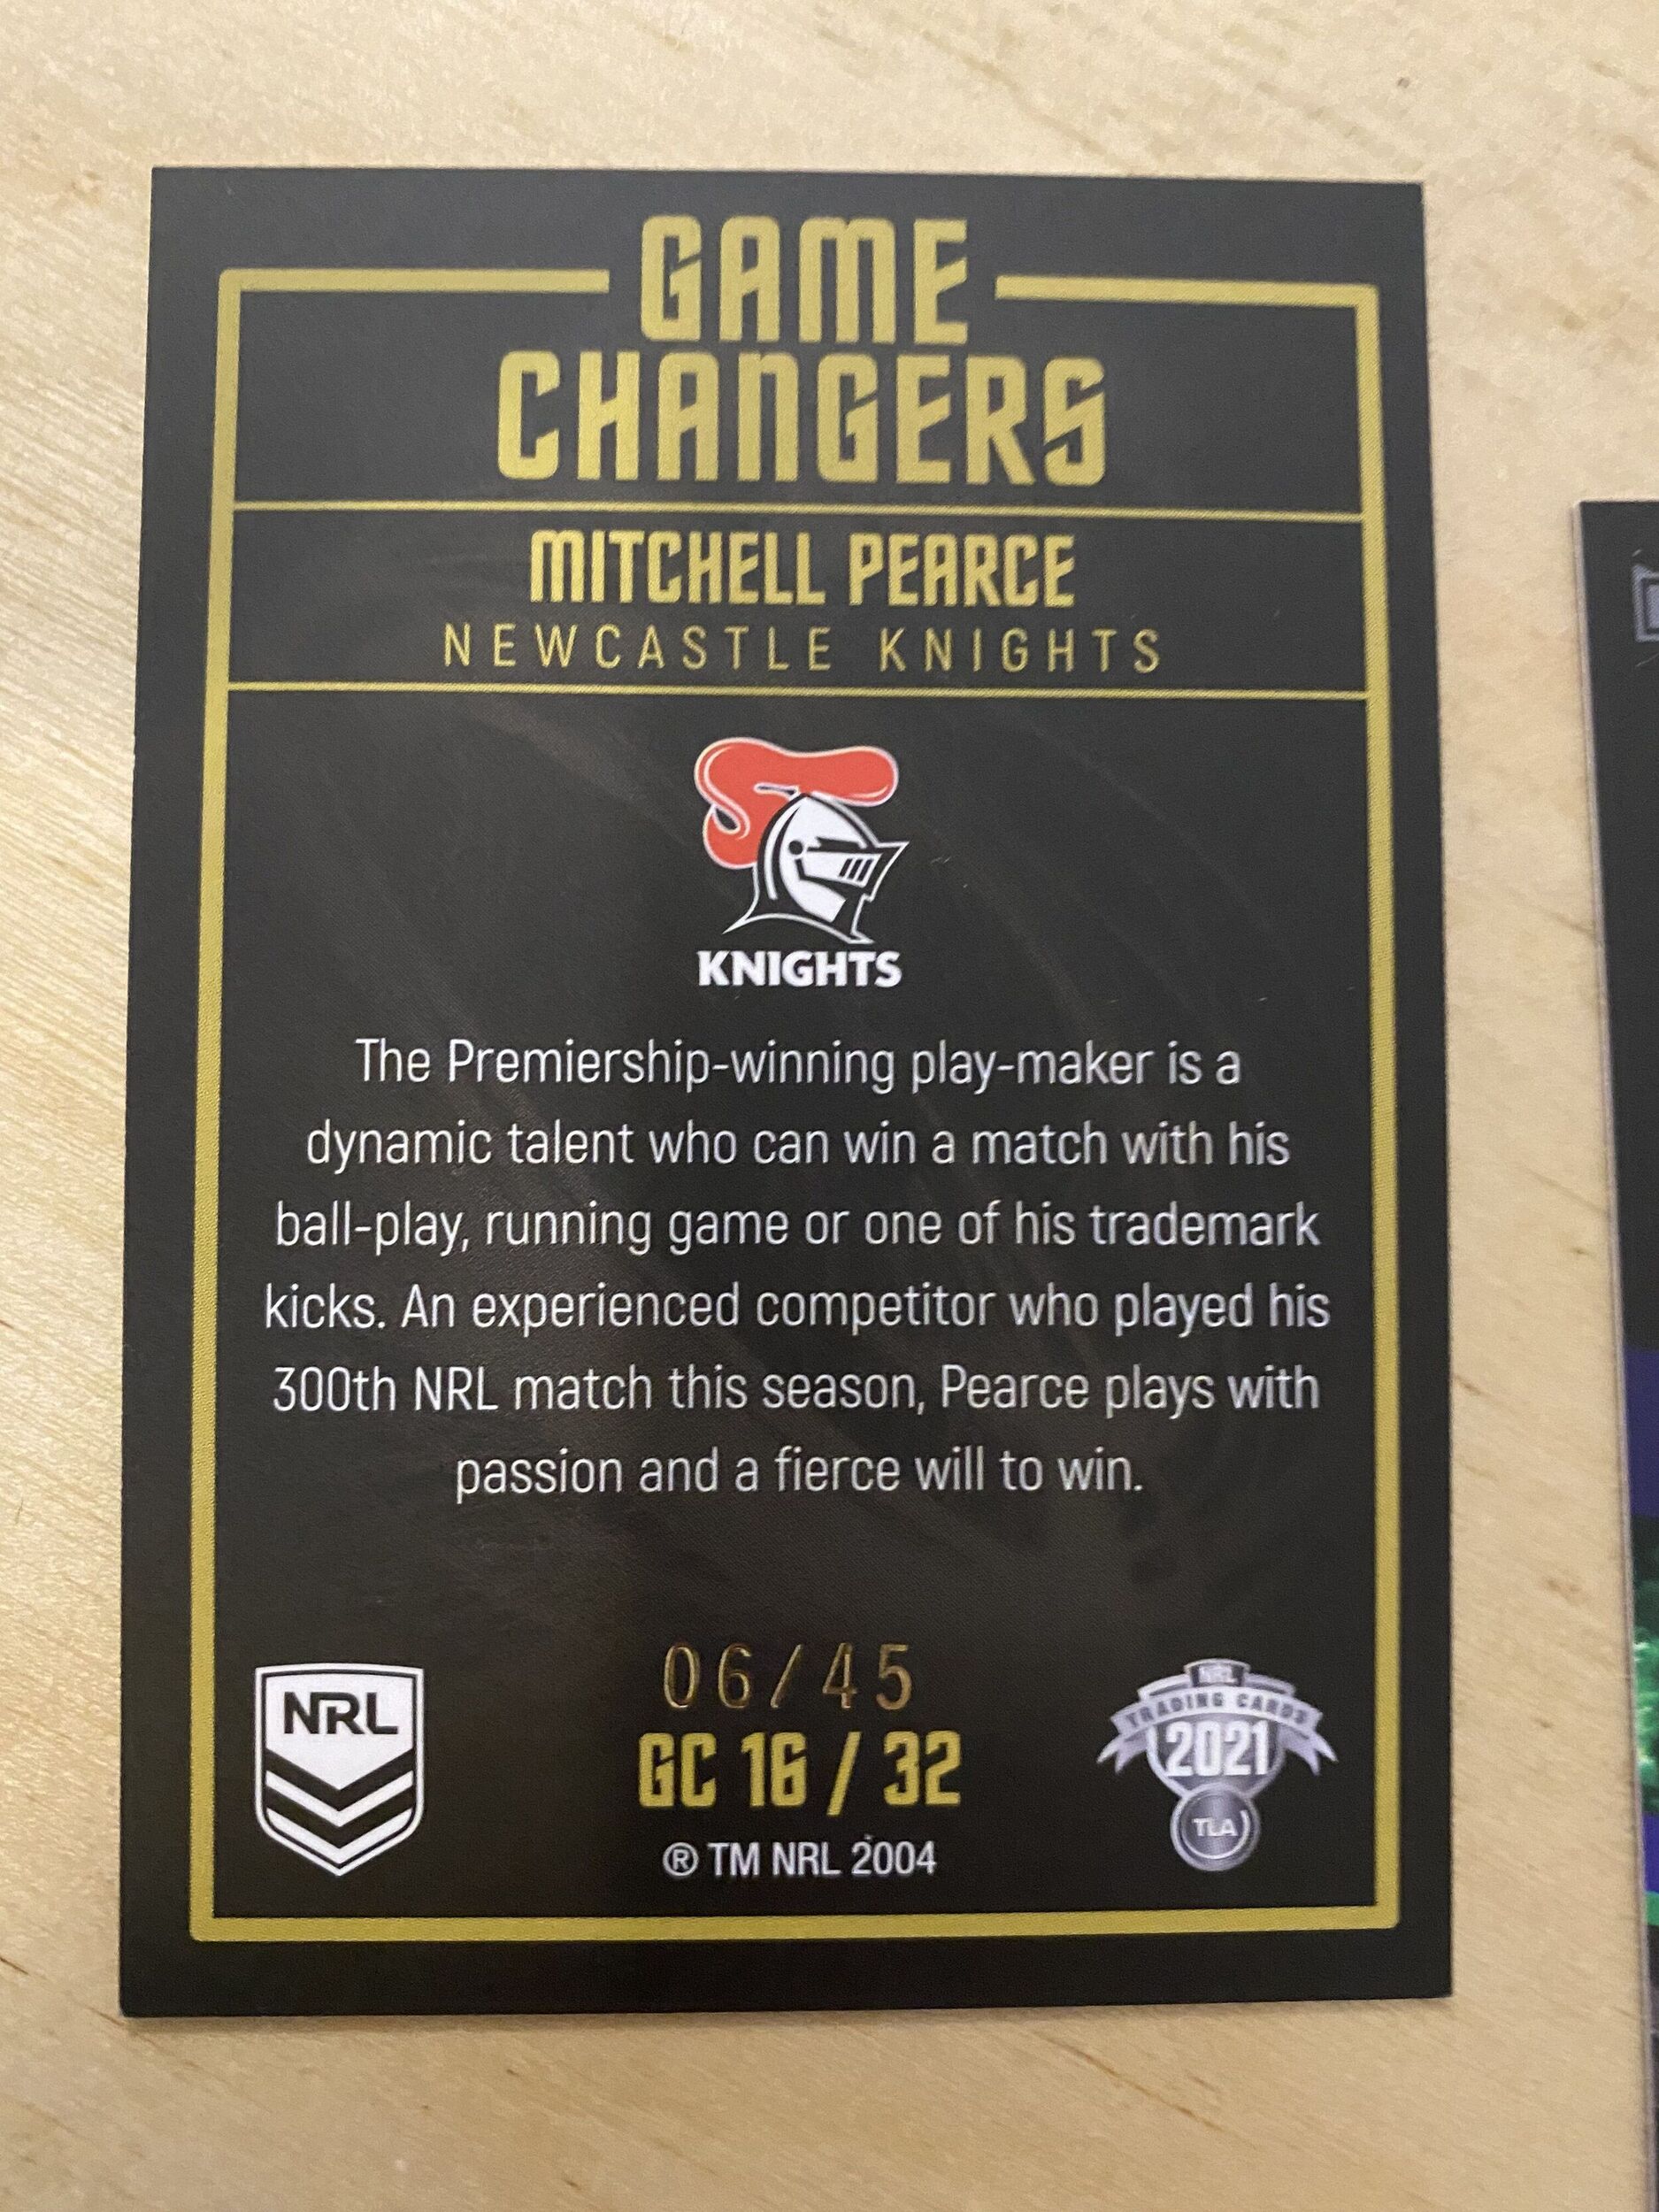 GAME
CHANGERS
MITCHELL PEARCE
NEWCASTLE KNIGHTS
KNIGHTS
The Premiership-winning play-maker is a
dynamic talent who can win a match with his
ball-play, running game or one of his trademark
kicks. An experienced competitor who played his
300th NRL match this season, Pearce plays with
passion and a fierce will to win.
06/45
GC 16 / 32
® TM NRL 2004
NRL
NRL
TRADING CARDS
2021
TLA